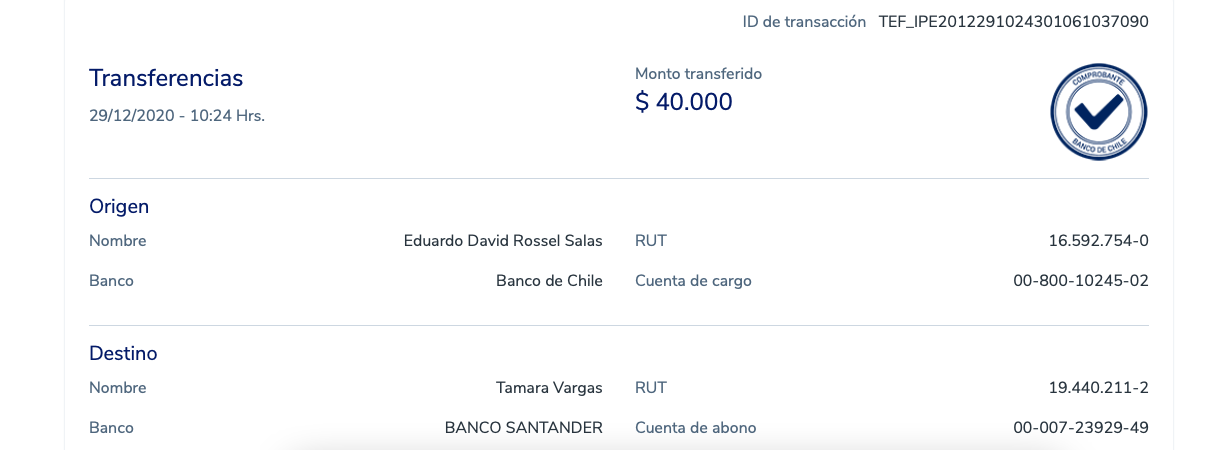 ID de transacción TEF_IPE2012291024301061037090
Transferencias
29/12/2020 - 10:24 Hrs.
Monto transferido
$ 40.000
COMPROBANTE
BANCO DE CHILE
Origen
Nombre Eduardo David Rossel Salas RUT 16.592.754-0
Banco Banco de Chile Cuenta de cargo 00-800-10245-02
Destino
Nombre Tamara Vargas RUT 19.440.211-2
Banco BANCO SANTANDER Cuenta de abono 00-007-23929-49